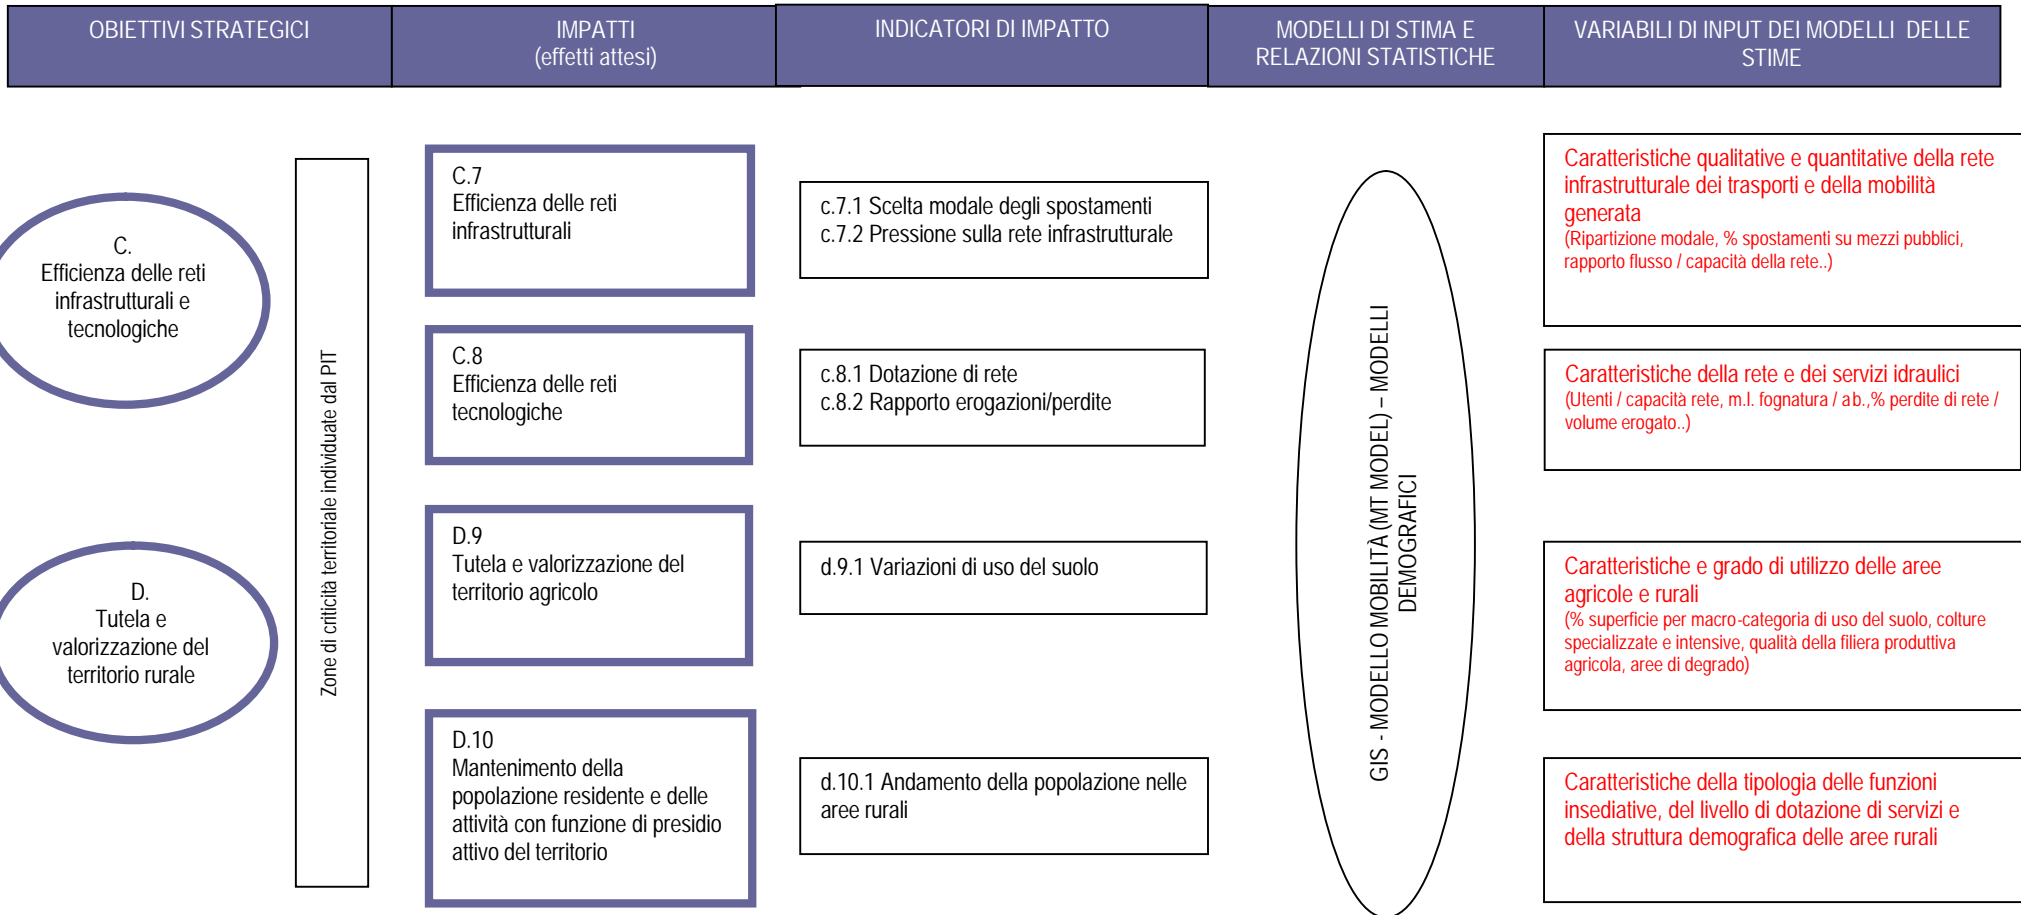 OBIETTIVI STRATEGICI
IMPATTI
(effetti attesi)
INDICATORI DI IMPATTO
MODELLI DI STIMA E
RELAZIONI STATISTICHE
VARIABILI DI INPUT DEI MODELLI DELLE
STIME
C.
Efficienza delle reti
infrastrutturali e
tecnologiche
D.
Tutela e
valorizzazione del
territorio rurale
Zone di criticità territoriale individuate dal PIT
C.7
Efficienza delle reti
infrastrutturali
C.8
Efficienza delle reti
tecnologiche
D.9
Tutela e valorizzazione del
territorio agricolo
D.10
Mantenimento della
popolazione residente e delle
attività con funzione di presidio
attivo del territorio
c.7.1 Scelta modale degli spostamenti
c.7.2 Pressione sulla rete infrastrutturale
c.8.1 Dotazione di rete
c.8.2 Rapporto erogazioni/perdite
d.9.1 Variazioni di uso del suolo
d.10.1 Andamento della popolazione nelle
aree rurali
GIS - MODELLO MOBILITÀ (MT MODEL) – MODELLI
DEMOGRAFICI
Caratteristiche qualitative e quantitative della rete
infrastrutturale dei trasporti e della mobilità
generata
(Ripartizione modale, % spostamenti su mezzi pubblici,
rapporto flusso / capacità della rete..)
Caratteristiche della rete e dei servizi idraulici
(Utenti / capacità rete, m.l. fognatura / ab.,% perdite di rete /
volume erogato..)
Caratteristiche e grado di utilizzo delle aree
agricole e rurali
(% superficie per macro-categoria di uso del suolo, colture
specializzate e intensive, qualità della filiera produttiva
agricola, aree di degrado)
Caratteristiche della tipologia delle funzioni
insediative, del livello di dotazione di servizi e
della struttura demografica delle aree rurali